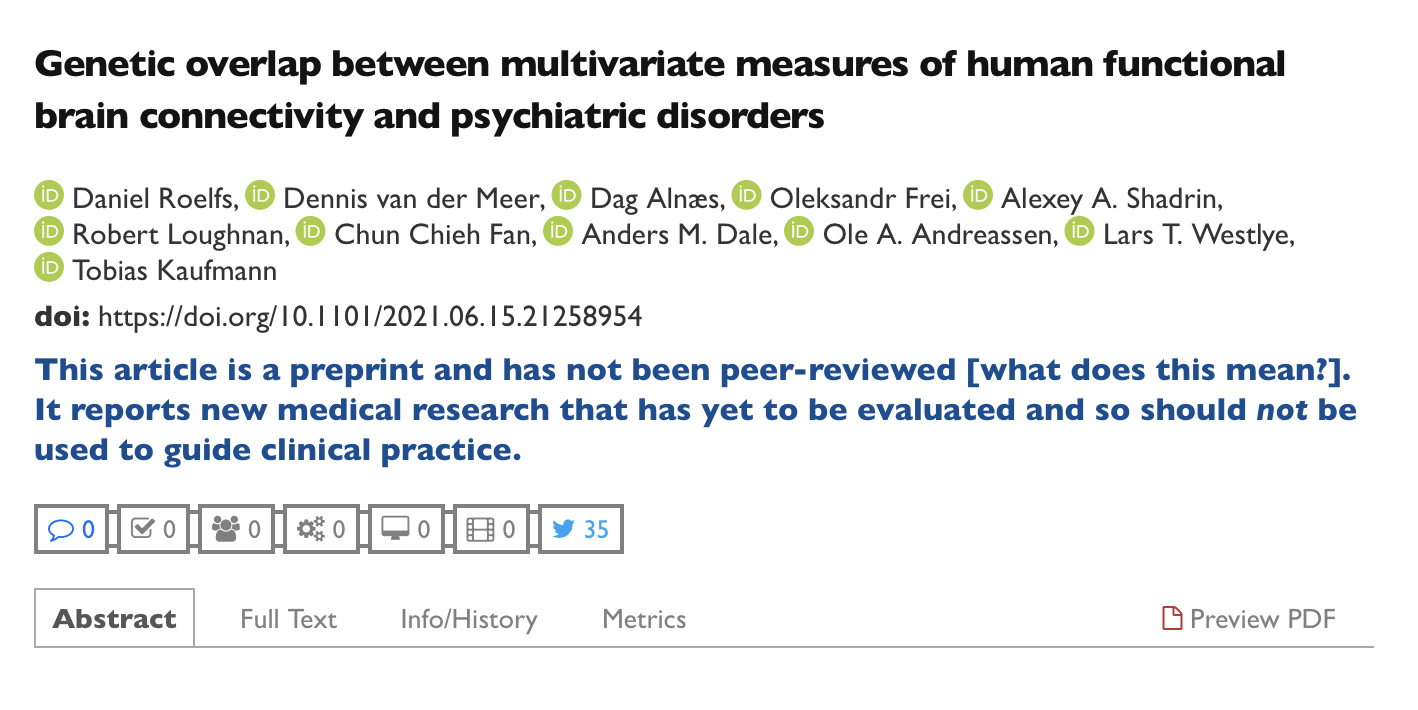 Genetic overlap between multivariate measures of human functional
brain connectivity and psychiatric disorders
iD Daniel Roelfs, iD Dennis van der Meer, iD Dag Alnæs, iD Oleksandr Frei, iD Alexey A. Shadrin,
iD Robert Loughnan, iD Chun Chieh Fan, iD Anders M. Dale, iD Ole A. Andreassen, iD Lars T. Westlye,
iD Tobias Kaufmann
doi: https://doi.org/10.1101/2021.06.15.21258954
This article is a preprint and has not been peer-reviewed [what does this mean?].
It reports new medical research that has yet to be evaluated and so should not be
used to guide clinical practice.
0 0 0 0 0 0 35
Abstract Full Text Info/History Metrics Preview PDF